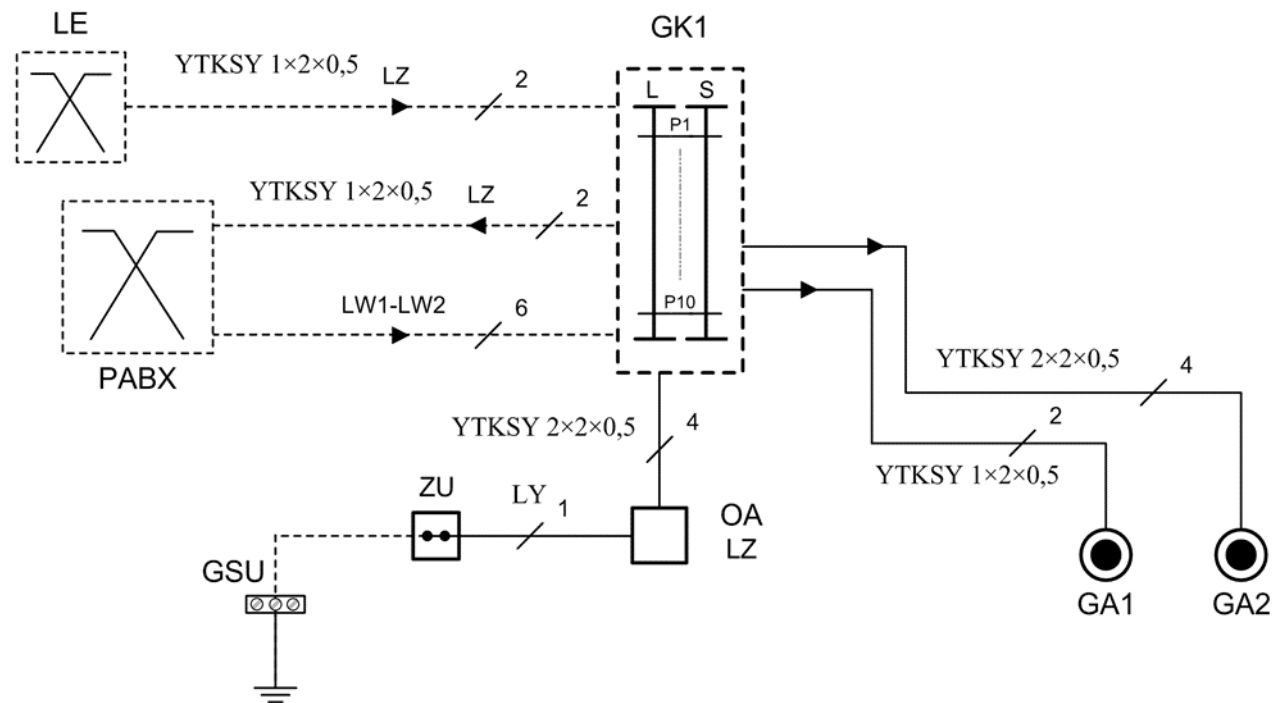 LE
GK1
YTKSY 1×2×0,5
LZ
2
L
S
P1
YTKSY 1×2×0,5
LZ
2
LW1-LW2
6
P10
PABX
YTKSY 2×2×0,5
4
YTKSY 2×2×0,5
4
2
YTKSY 1×2×0,5
ZU
LY
1
OA
LZ
GSU
GA1
GA2